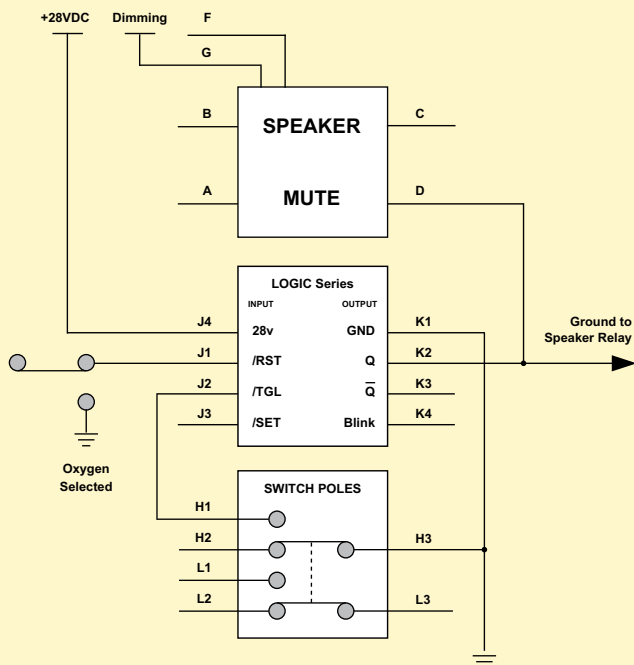 +28VDC
Dimming
F
G
B
SPEAKER
C
A
MUTE
D
LOGIC Series
INPUT
OUTPUT
J4
28v
GND
K1
Ground to
Speaker Relay
J1
/RST
Q
K2
J2
/TGL
Q̅
K3
J3
/SET
Blink
K4
Oxygen
Selected
SWITCH POLES
H1
H2
H3
L1
L2
L3